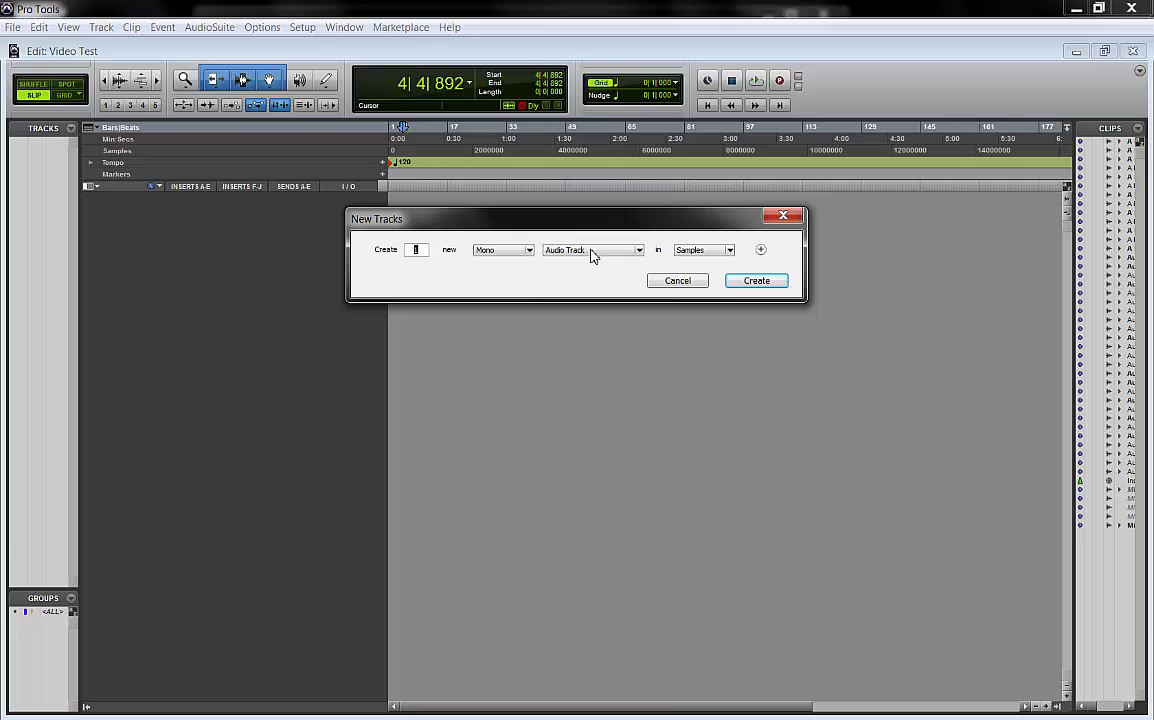 Pro Tools
File Edit View Track Clip Event AudioSuite Options Setup Window Marketplace Help
Edit: Video Test
SHUFFLE SPOT
SLIP GRID
4| 4| 892
Start 4| 4| 892
End 4| 4| 892
Length 0| 0| 000
Cursor
Dly
Grid 0| 1| 000
Nudge 0| 1| 000
1 2 3 4 5
TRACKS
Bars|Beats
1 17 33 49 65 81 97 113 129 145 161 177
CLIPS
Min:Secs
0:00 0:30 1:00 1:30 2:00 2:30 3:00 3:30 4:00 4:30 5:00 5:30 6:
Samples
0 2000000 4000000 6000000 8000000 10000000 12000000 14000000
Tempo
120
Markers
INSERTS A-E INSERTS F-J SENDS A-E I / O
New Tracks
Create 1 new Mono Audio Track in Samples
Cancel Create
GROUPS
<ALL>